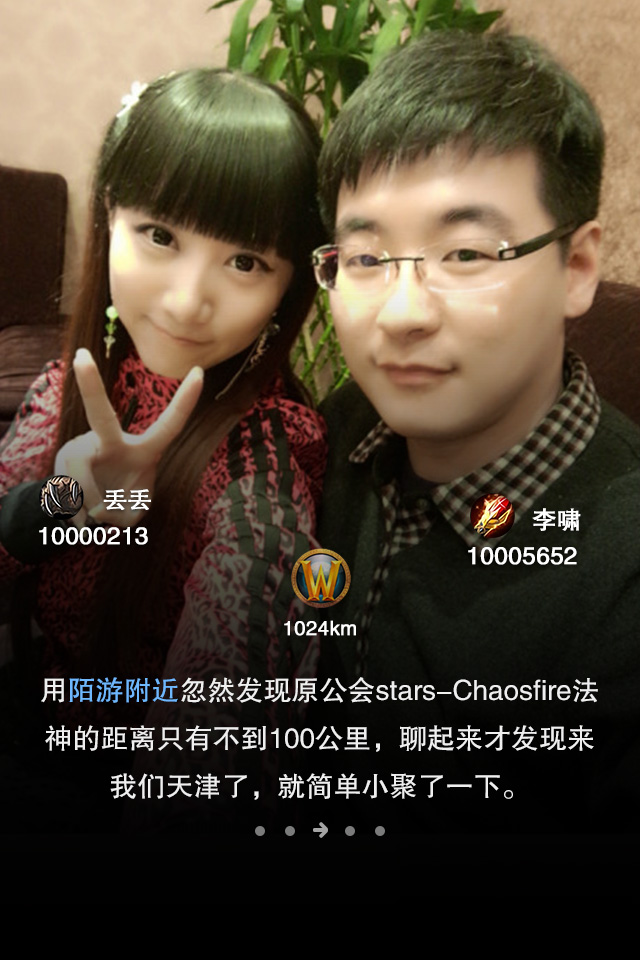 丢丢
10000213
李啸
10005652
W
1024km
用陌游附近忽然发现原公会stars-Chaosfire法
神的距离只有不到100公里，聊起来才发现来
我们天津了，就简单小聚了一下。